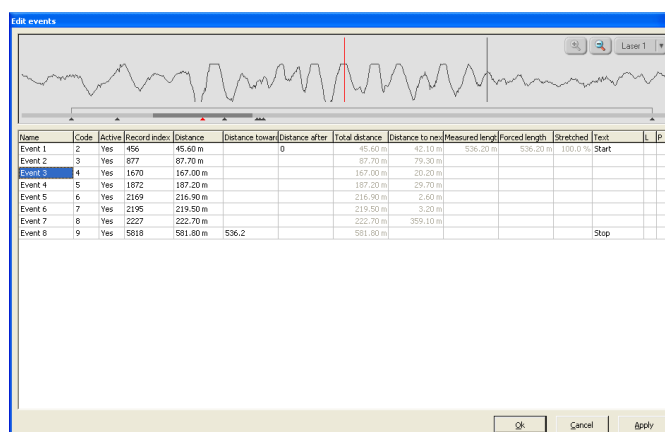 Edit events
Laser 1
Name Code Active Record index Distance Distance toward Distance after Total distance Distance to nex Measured lengt Forced length Stretched Text L P
Event 1 2 Yes 456 45.60 m 0 45.60 m 42.10 m 536.20 m 536.20 m 100.0 % Start
Event 2 3 Yes 877 87.70 m 87.70 m 79.30 m
Event 3 4 Yes 1670 167.00 m 167.00 m 20.20 m
Event 4 5 Yes 1872 187.20 m 187.20 m 29.70 m
Event 5 6 Yes 2169 216.90 m 216.90 m 2.60 m
Event 6 7 Yes 2195 219.50 m 219.50 m 3.20 m
Event 7 8 Yes 2227 222.70 m 222.70 m 359.10 m
Event 8 9 Yes 5818 581.80 m 536.2 581.80 m Stop
Ok Cancel Apply